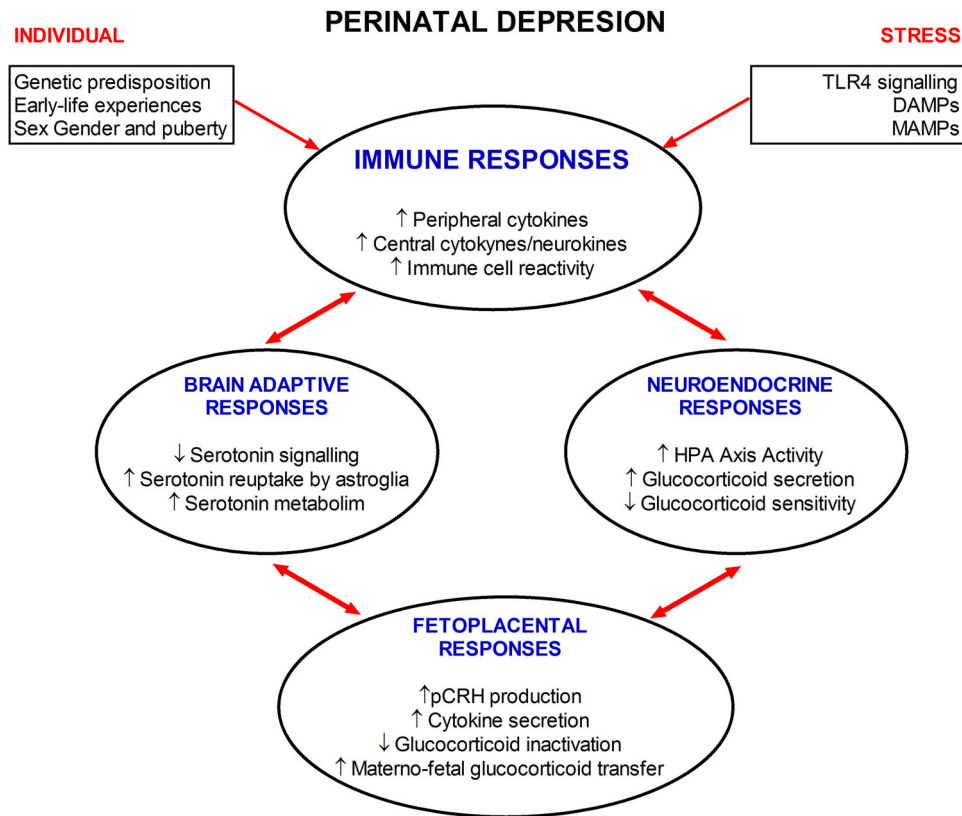 PERINATAL DEPRESION
INDIVIDUAL
STRESS
Genetic predisposition
Early-life experiences
Sex Gender and puberty
TLR4 signalling
DAMPs
MAMPs
IMMUNE RESPONSES
↑ Peripheral cytokines
↑ Central cytokynes/neurokines
↑ Immune cell reactivity
BRAIN ADAPTIVE
RESPONSES
↓ Serotonin signalling
↑ Serotonin reuptake by astroglia
↑ Serotonin metabolim
NEUROENDOCRINE
RESPONSES
↑ HPA Axis Activity
↑ Glucocorticoid secretion
↓ Glucocorticoid sensitivity
FETOPLACENTAL
RESPONSES
↑pCRH production
↑ Cytokine secretion
↓ Glucocorticoid inactivation
↑ Materno-fetal glucocorticoid transfer